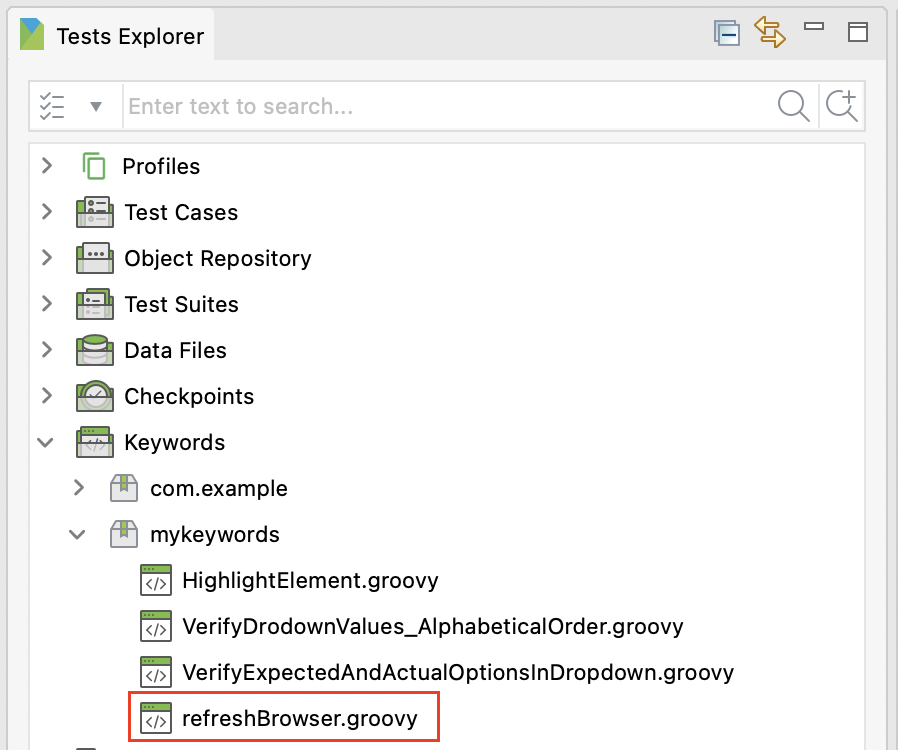 Tests Explorer
Enter text to search...
Profiles
Test Cases
Object Repository
Test Suites
Data Files
Checkpoints
Keywords
com.example
mykeywords
HighlightElement.groovy
VerifyDrodownValues_AlphabeticalOrder.groovy
VerifyExpectedAndActualOptionsInDropdown.groovy
refreshBrowser.groovy